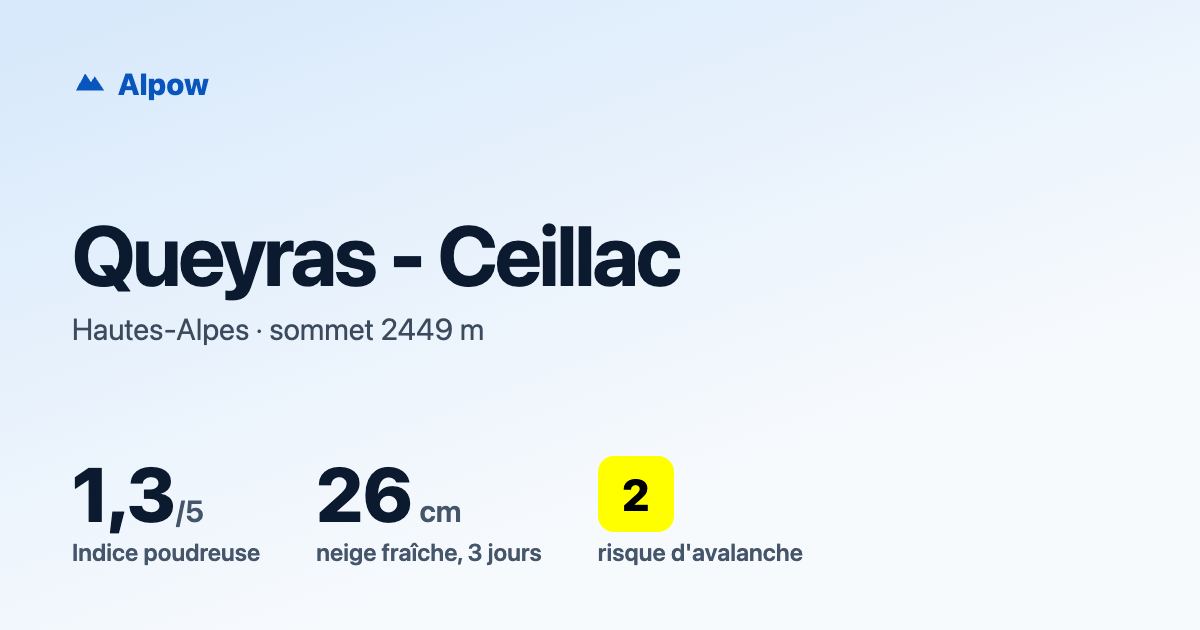 Alpow
Queyras - Ceillac
Hautes-Alpes · sommet 2449 m
1,3/5
Indice poudreuse
26 cm
neige fraîche, 3 jours
2
risque d'avalanche